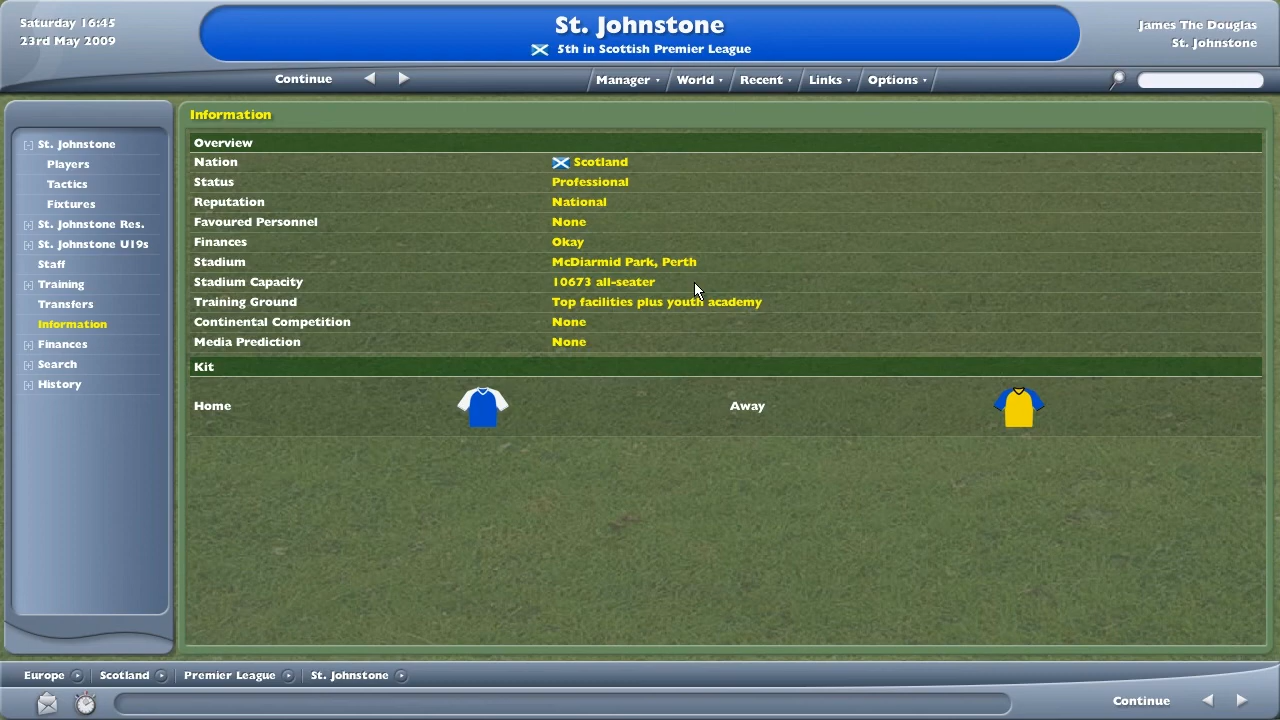 Saturday 16:45
23rd May 2009
St. Johnstone
5th in Scottish Premier League
James The Douglas
St. Johnstone
Continue
Manager
World
Recent
Links
Options
St. Johnstone
Players
Tactics
Fixtures
St. Johnstone Res.
St. Johnstone U19s
Staff
Training
Transfers
Information
Finances
Search
History
Information
Overview
Nation Scotland
Status Professional
Reputation National
Favoured Personnel None
Finances Okay
Stadium McDiarmid Park, Perth
Stadium Capacity 10673 all-seater
Training Ground Top facilities plus youth academy
Continental Competition None
Media Prediction None
Kit
Home Away
Europe Scotland Premier League St. Johnstone
Continue